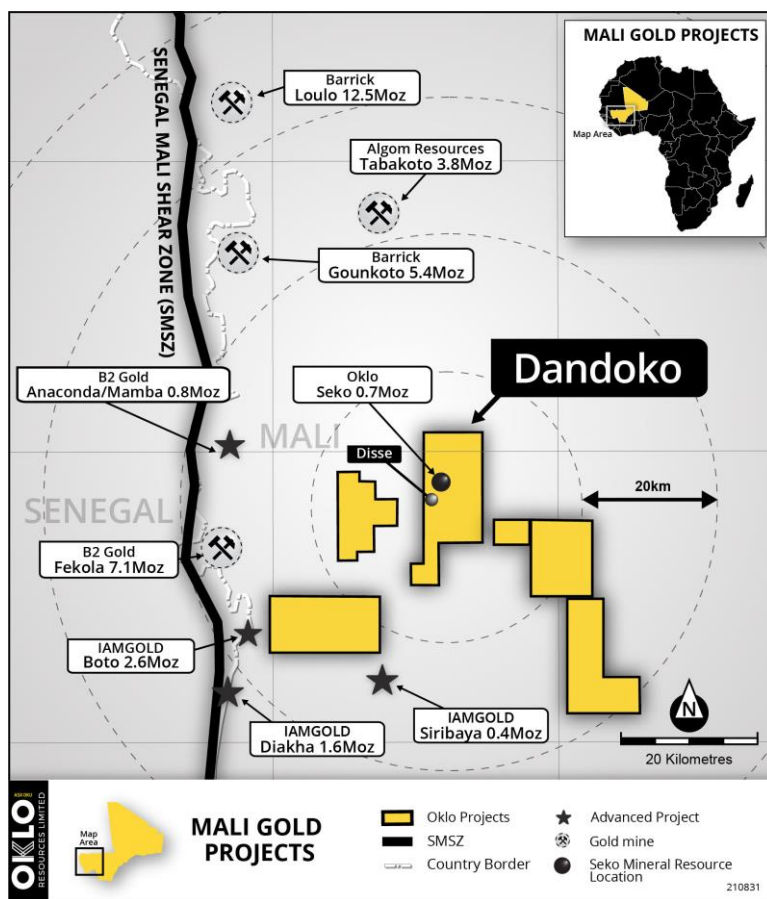 MALI GOLD PROJECTS
Map Area
SENEGAL MALI SHEAR ZONE (SMSZ)
Barrick
Loulo 12.5Moz
Algom Resources
Tabakoto 3.8Moz
Barrick
Gounkoto 5.4Moz
Dandoko
B2 Gold
Anaconda/Mamba 0.8Moz
Oklo
Seko 0.7Moz
MALI
Disse
20km
SENEGAL
B2 Gold
Fekola 7.1Moz
IAMGOLD
Boto 2.6Moz
IAMGOLD
Diakha 1.6Moz
IAMGOLD
Siribaya 0.4Moz
N
20 Kilometres
OKLO
RESOURCES LIMITED
Map
Area
MALI GOLD
PROJECTS
Oklo Projects
SMSZ
Country Border
Advanced Project
Gold mine
Seko Mineral Resource
Location
210831